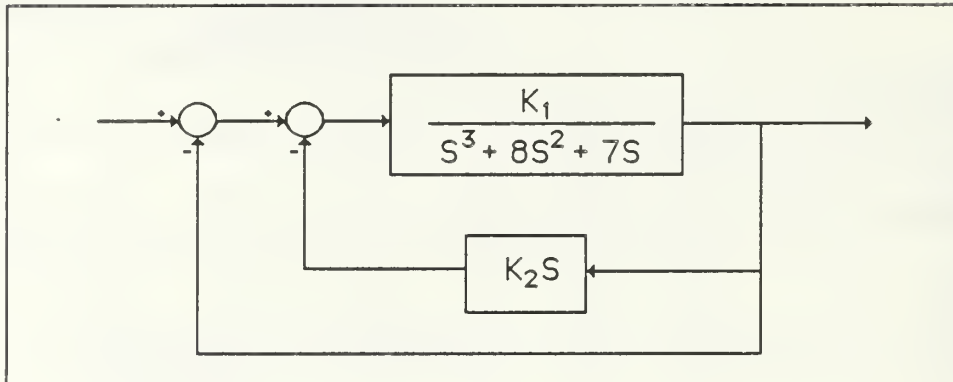 +
+
-
-
K₁
S³ + 8S² + 7S
K₂S